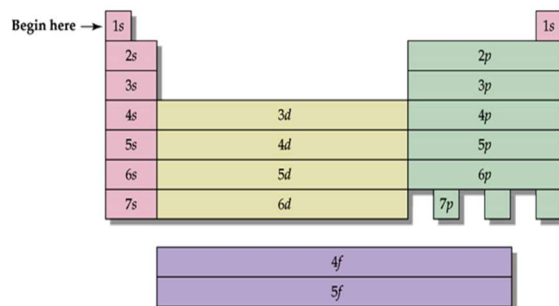 Begin here → 1s 1s
2s 2p
3s 3p
4s 3d 4p
5s 4d 5p
6s 5d 6p
7s 6d 7p
4f
5f